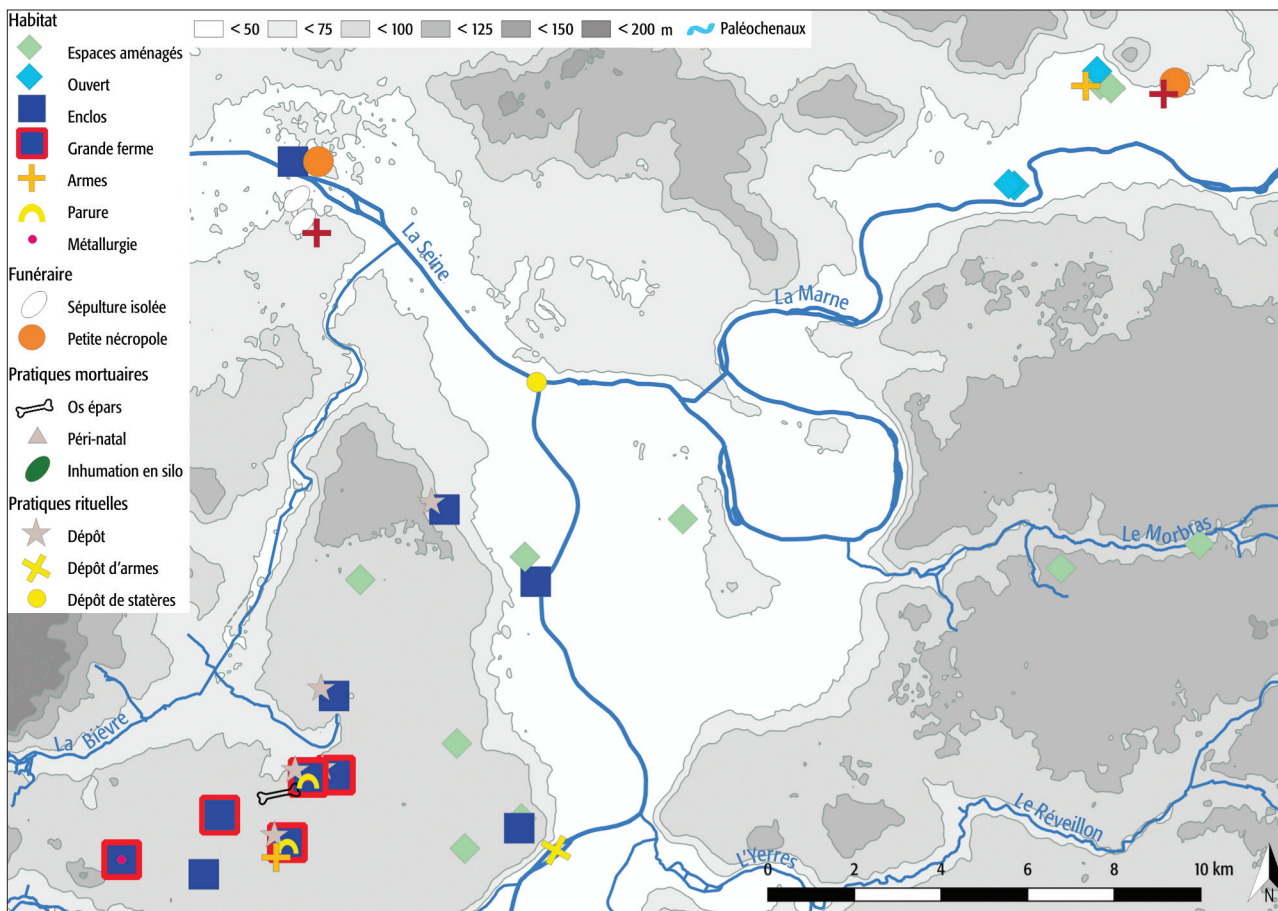 Habitat
Espaces aménagés
Ouvert
Enclos
Grande ferme
Armes
Parure
Métallurgie
Funéraire
Sépulture isolée
Petite nécropole
Pratiques mortuaires
Os épars
Péri-natal
Inhumation en silo
Pratiques rituelles
Dépôt
Dépôt d'armes
Dépôt de statères
< 50 < 75 < 100 < 125 < 150 < 200 m Paléochenaux
La Seine
La Marne
Le Morbras
La Bièvre
Le Réveillon
L'Yerres
0 2 4 6 8 10 km
N